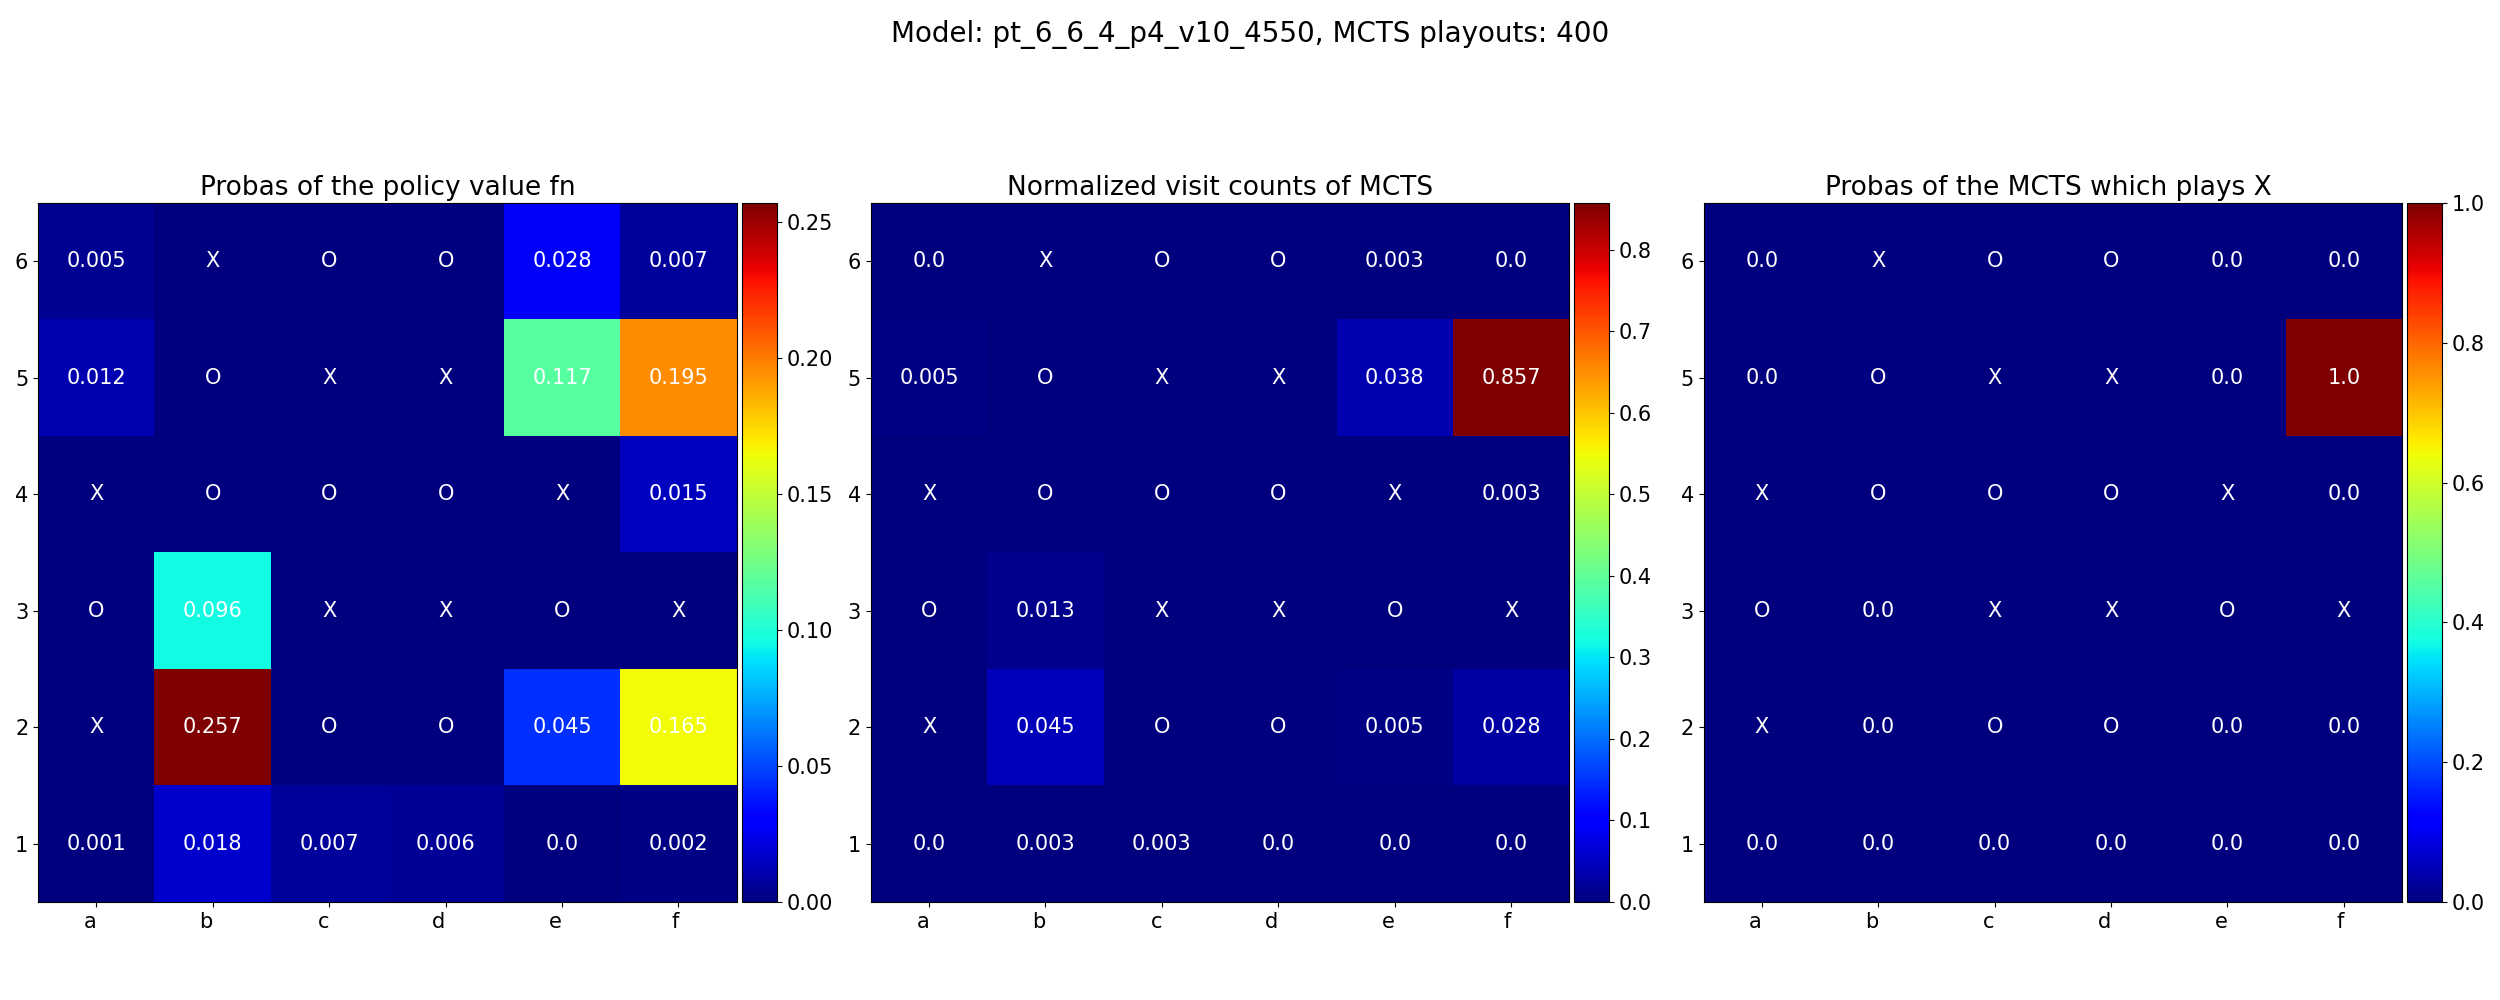 Model: pt_6_6_4_p4_v10_4550, MCTS playouts: 400
Probas of the policy value fn
6 0.005 X O O 0.028 0.007
5 0.012 O X X 0.117 0.195
4 X O O O X 0.015
3 O 0.096 X X O X
2 X 0.257 O O 0.045 0.165
1 0.001 0.018 0.007 0.006 0.0 0.002
a b c d e f
0.25
0.20
0.15
0.10
0.05
0.00
Normalized visit counts of MCTS
6 0.0 X O O 0.003 0.0
5 0.005 O X X 0.038 0.857
4 X O O O X 0.003
3 O 0.013 X X O X
2 X 0.045 O O 0.005 0.028
1 0.0 0.003 0.003 0.0 0.0 0.0
a b c d e f
0.8
0.7
0.6
0.5
0.4
0.3
0.2
0.1
0.0
Probas of the MCTS which plays X
6 0.0 X O O 0.0 0.0
5 0.0 O X X 0.0 1.0
4 X O O O X 0.0
3 O 0.0 X X O X
2 X 0.0 O O 0.0 0.0
1 0.0 0.0 0.0 0.0 0.0 0.0
a b c d e f
1.0
0.8
0.6
0.4
0.2
0.0